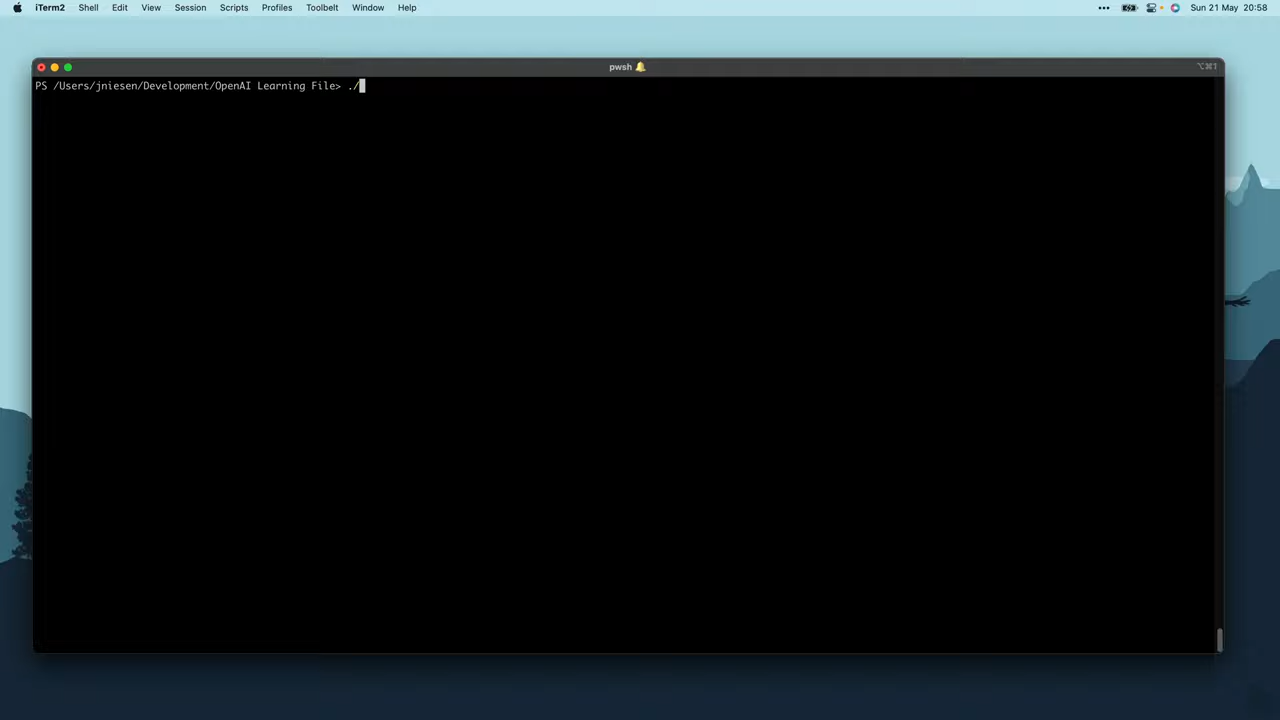 iTerm2 Shell Edit View Session Scripts Profiles Toolbelt Window Help Sun 21 May 20:58
pwsh 🔔 ⌥⌘1
PS /Users/jniesen/Development/OpenAI Learning File> ./